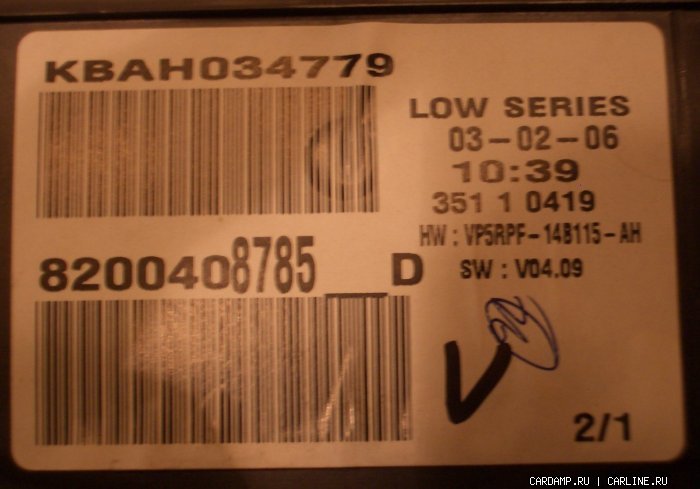 KBAH034779
LOW SERIES
03-02-06
10:39
351 1 0419
HW : VP5RPF-14B115-AH
8200408785___D
SW : V04.09
2/1
CARDAMP.RU | CARLINE.RU